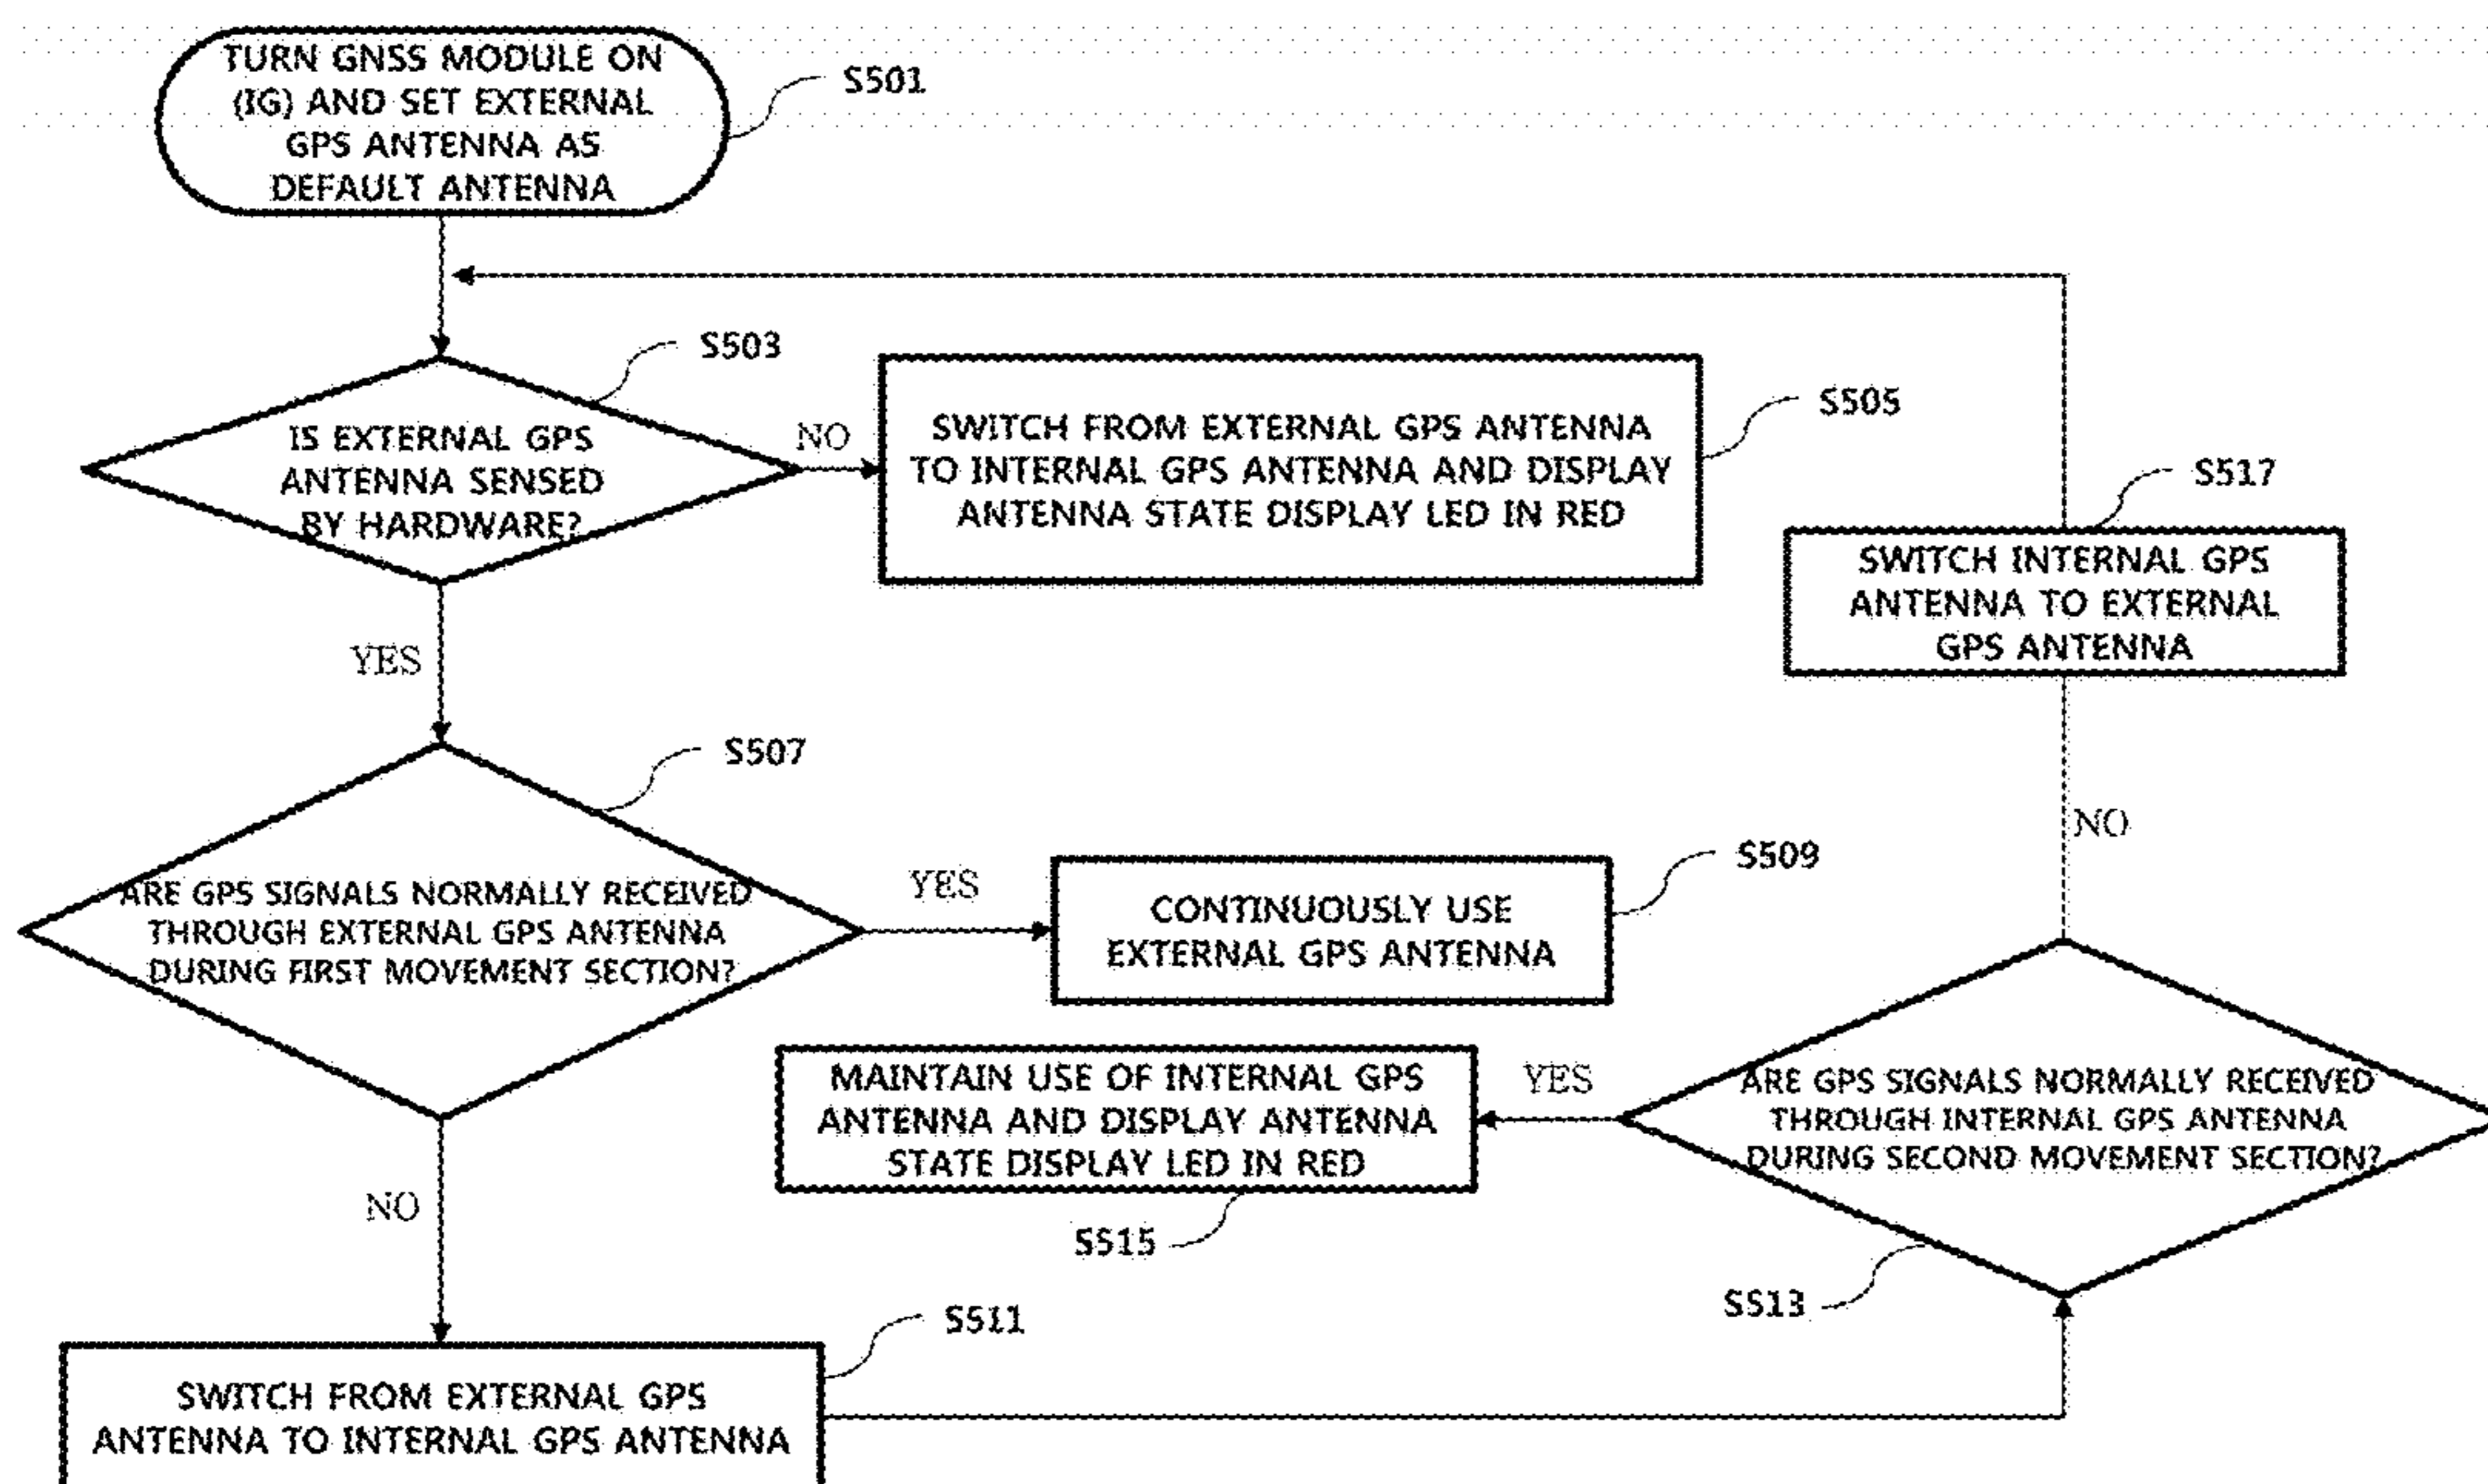 TURN GNSS MODULE ON
(IG) AND SET EXTERNAL
GPS ANTENNA AS
DEFAULT ANTENNA
S501
IS EXTERNAL GPS
ANTENNA SENSED
BY HARDWARE?
S503
NO
SWITCH FROM EXTERNAL GPS ANTENNA
TO INTERNAL GPS ANTENNA AND DISPLAY
ANTENNA STATE DISPLAY LED IN RED
S505
YES
SWITCH INTERNAL GPS
ANTENNA TO EXTERNAL
GPS ANTENNA
S517
ARE GPS SIGNALS NORMALLY RECEIVED
THROUGH EXTERNAL GPS ANTENNA
DURING FIRST MOVEMENT SECTION?
S507
YES
CONTINUOUSLY USE
EXTERNAL GPS ANTENNA
S509
NO
MAINTAIN USE OF INTERNAL GPS
ANTENNA AND DISPLAY ANTENNA
STATE DISPLAY LED IN RED
S515
YES
ARE GPS SIGNALS NORMALLY RECEIVED
THROUGH INTERNAL GPS ANTENNA
DURING SECOND MOVEMENT SECTION?
S513
NO
SWITCH FROM EXTERNAL GPS
ANTENNA TO INTERNAL GPS ANTENNA
S511